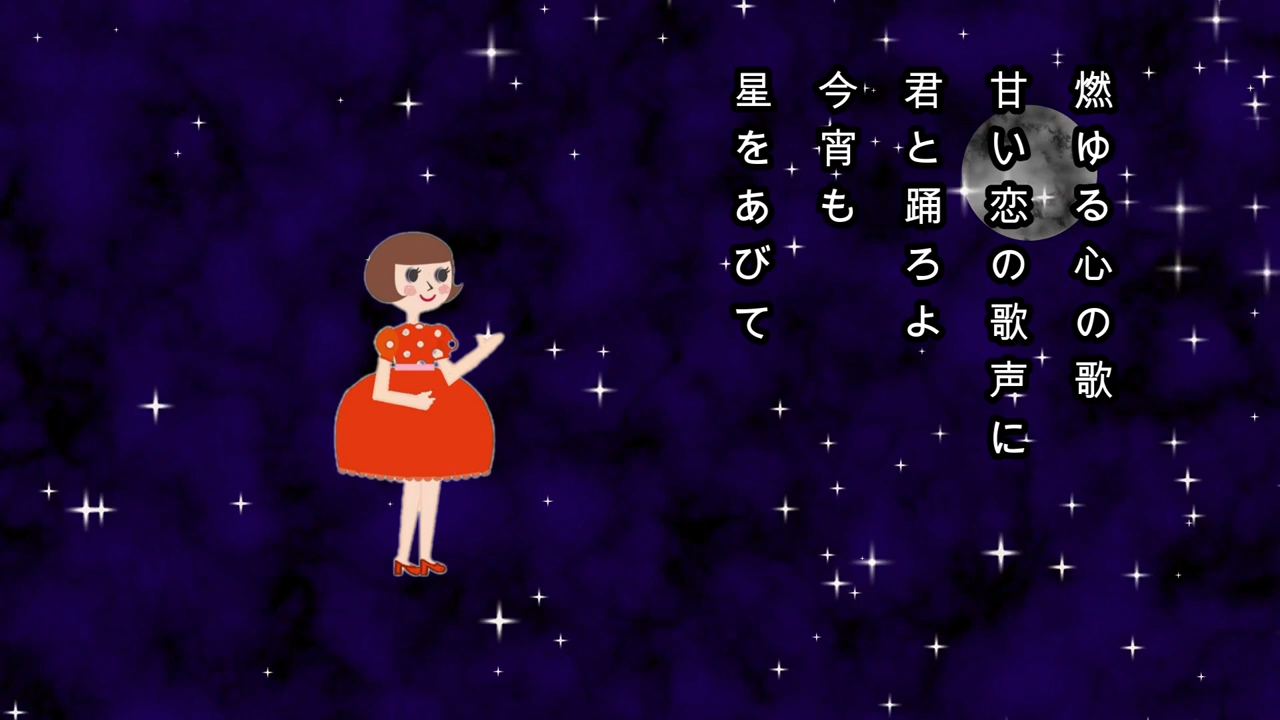 燃ゆる心の歌
甘い恋の歌声に
君と踊ろよ
今宵も
星をあびて